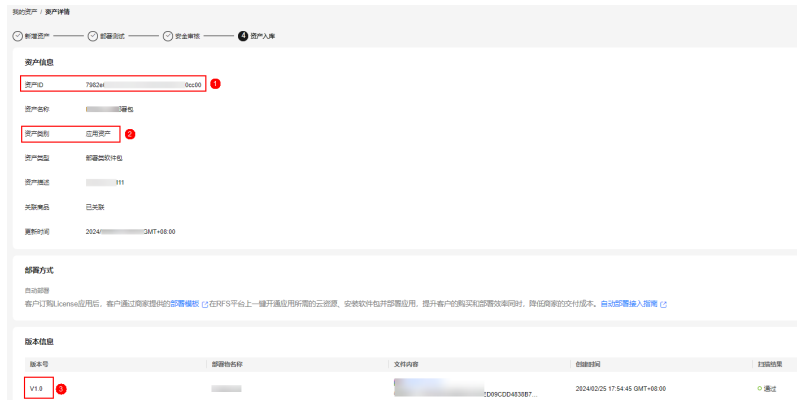 我的资产 / 资产详情
新增资产 部署测试 安全审核 4 资产入库
资产信息
资产ID 7982e 0cc00 1
资产名称 部署包
资产类别 应用资产 2
资产类型 部署类软件包
资产描述 111
关联商品 已关联
更新时间 2024/ GMT+08:00
部署方式
自动部署
客户订购License应用后，客户通过商家提供的部署模板 在RFS平台上一键开通应用所需的云资源、安装软件包并部署应用，提升客户的购买和部署效率同时，降低商家的交付成本。自动部署接入指南
版本信息
版本号 部署物名称 文件内容 创建时间 扫描结果
V1.0 3 ED09CDD4838B7... 2024/02/25 17:54:45 GMT+08:00 通过